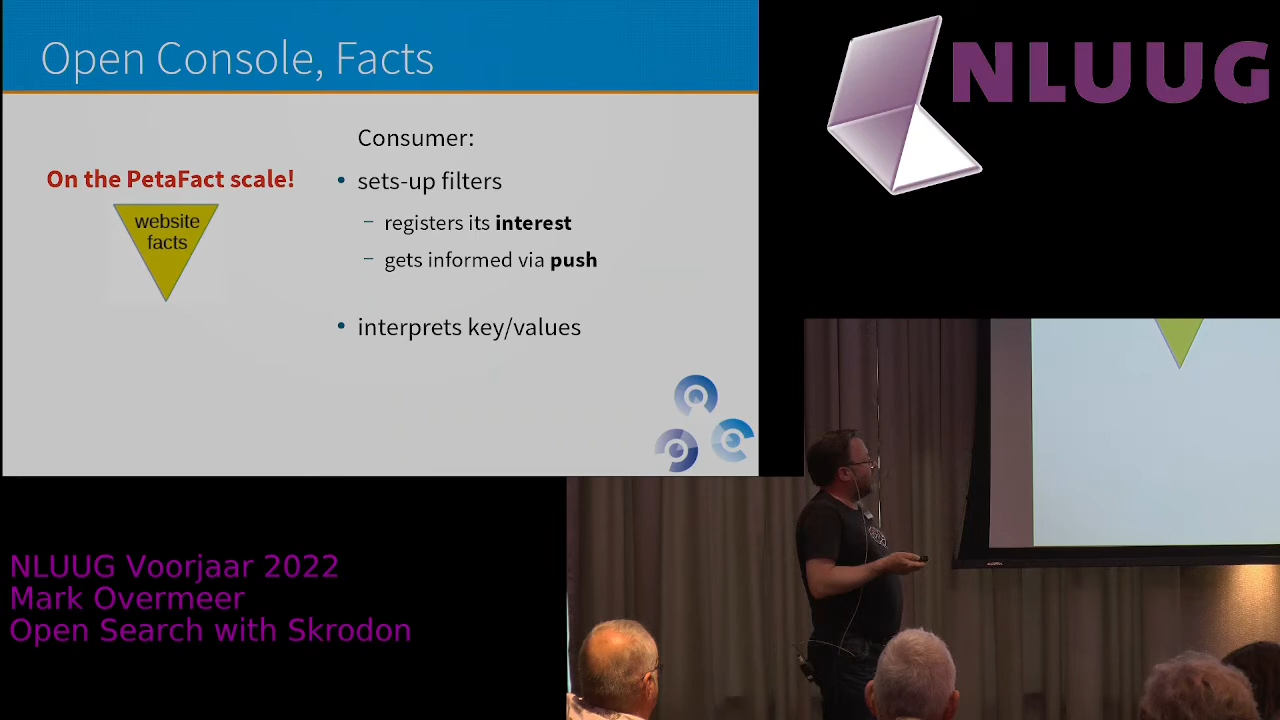 Open Console, Facts
Consumer:
On the PetaFact scale!
• sets-up filters
website
facts
– registers its interest
– gets informed via push
• interprets key/values
NLUUG
NLUUG Voorjaar 2022
Mark Overmeer
Open Search with Skrodon